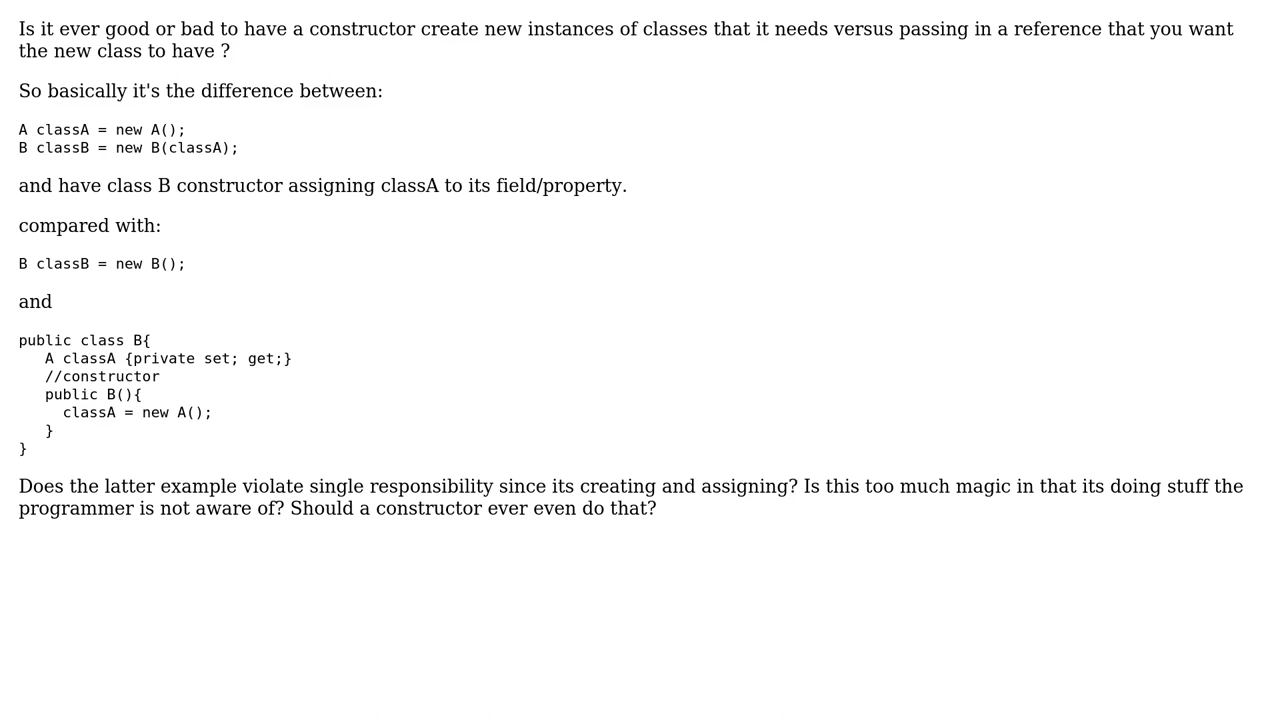 Is it ever good or bad to have a constructor create new instances of classes that it needs versus passing in a reference that you want
the new class to have ?
So basically it's the difference between:
A classA = new A();
B classB = new B(classA);
and have class B constructor assigning classA to its field/property.
compared with:
B classB = new B();
and
public class B{
   A classA {private set; get;}
   //constructor
   public B(){
     classA = new A();
   }
}
Does the latter example violate single responsibility since its creating and assigning? Is this too much magic in that its doing stuff the
programmer is not aware of? Should a constructor ever even do that?